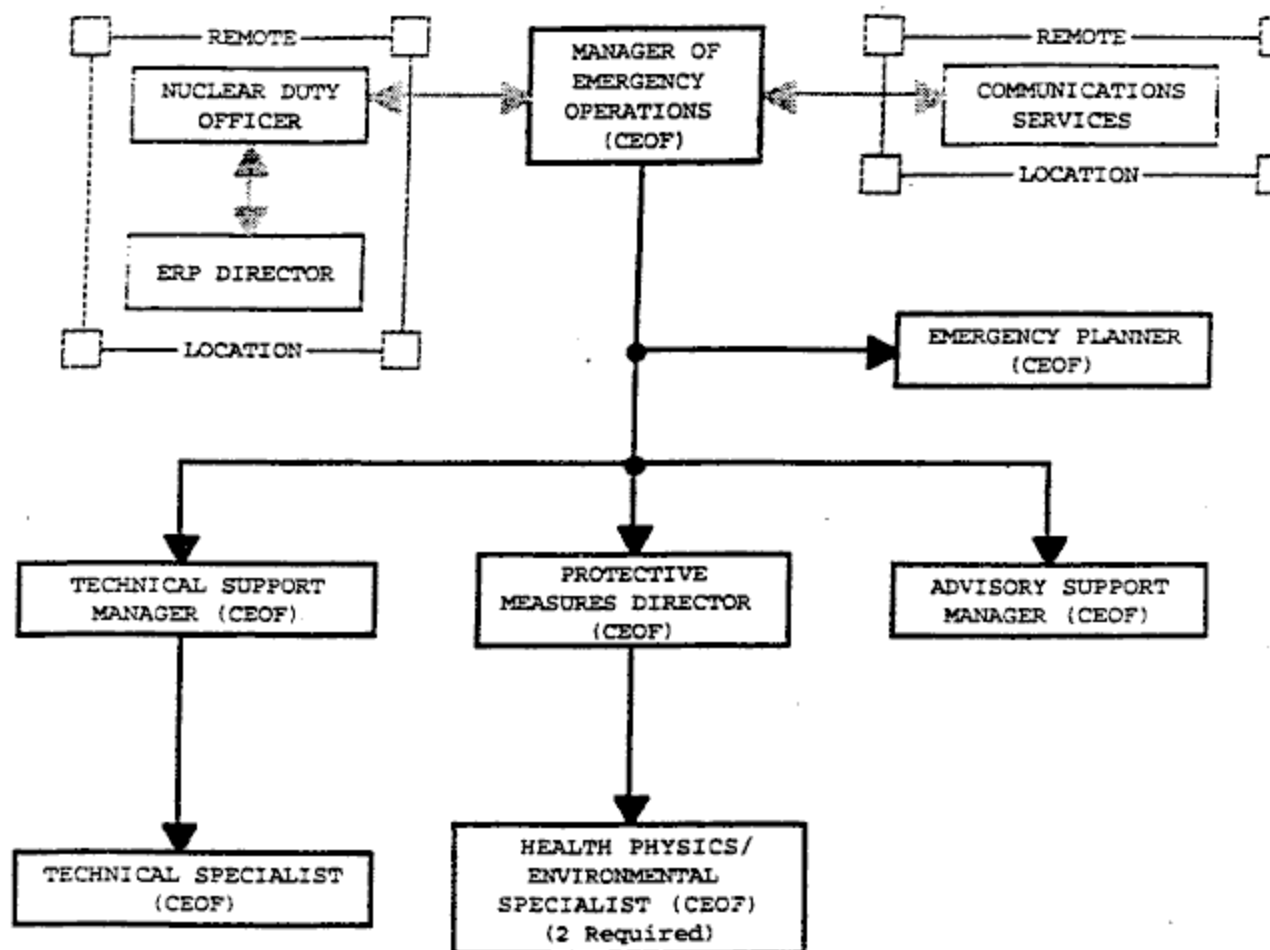 REMOTE
NUCLEAR DUTY
OFFICER
ERP DIRECTOR
LOCATION
MANAGER OF
EMERGENCY
OPERATIONS
(CEOF)
REMOTE
COMMUNICATIONS
SERVICES
LOCATION
EMERGENCY PLANNER
(CEOF)
TECHNICAL SUPPORT
MANAGER (CEOF)
PROTECTIVE
MEASURES DIRECTOR
(CEOF)
ADVISORY SUPPORT
MANAGER (CEOF)
TECHNICAL SPECIALIST
(CEOF)
HEALTH PHYSICS/
ENVIRONMENTAL
SPECIALIST (CEOF)
(2 Required)